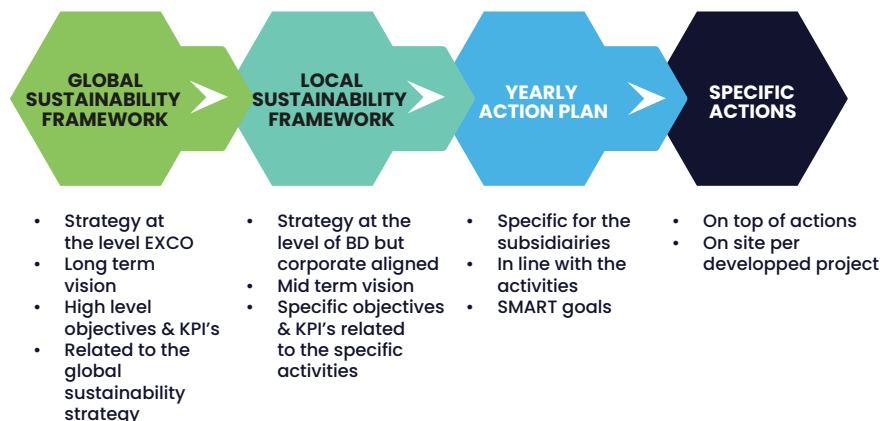 GLOBAL
SUSTAINABILITY
FRAMEWORK
LOCAL
SUSTAINABILITY
FRAMEWORK
YEARLY
ACTION PLAN
SPECIFIC
ACTIONS
• Strategy at
the level EXCO
• Long term
vision
• High level
objectives & KPI's
• Related to the
global
sustainability
strategy
• Strategy at the
level of BD but
corporate aligned
• Mid term vision
• Specific objectives
& KPI's related
to the specific
activities
• Specific for the
subsidiairies
• In line with the
activities
• SMART goals
• On top of actions
• On site per
developped project